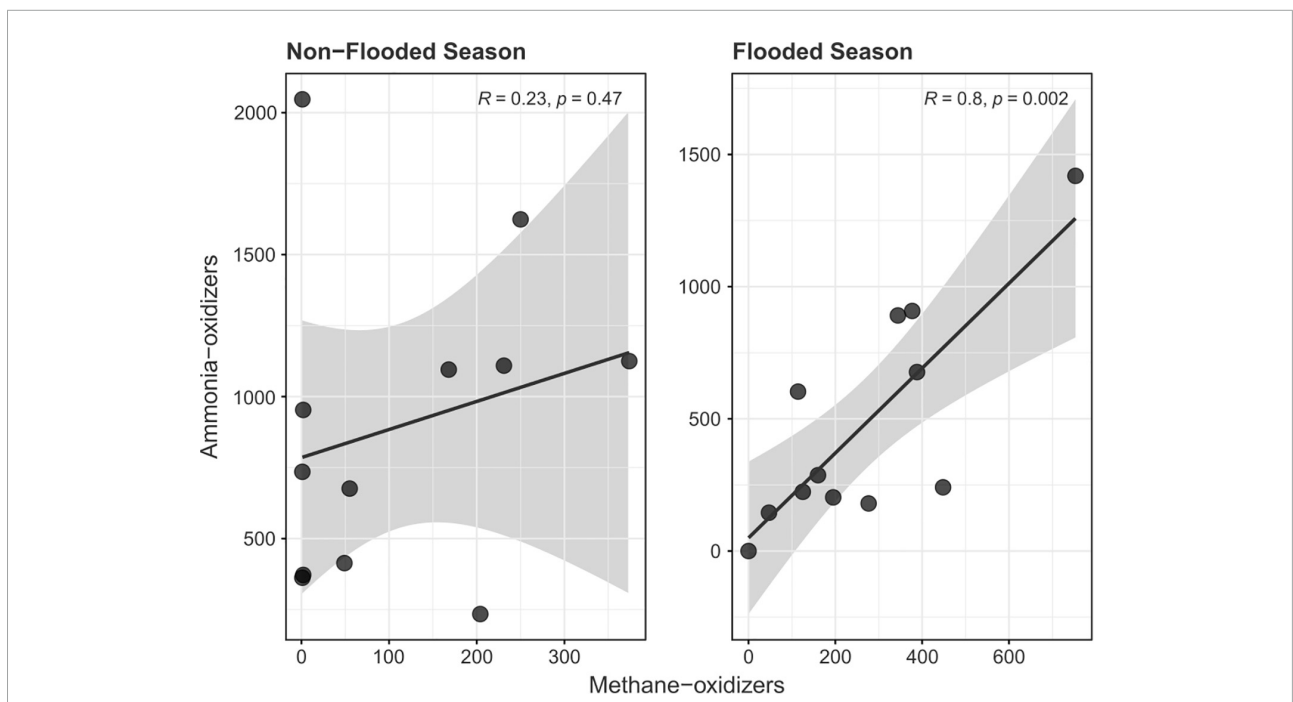 Non−Flooded Season
Flooded Season
R = 0.23, p = 0.47
R = 0.8, p = 0.002
Ammonia−oxidizers
2000
1500
1000
500
0 100 200 300
1500
1000
500
0
0 200 400 600
Methane−oxidizers